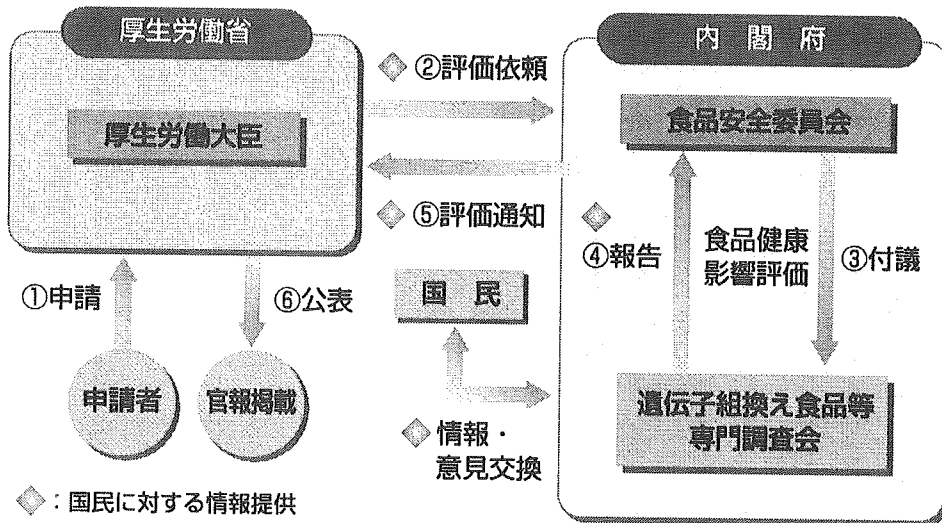 厚生労働省
内 閣 府
◇ ②評価依頼
厚生労働大臣
食品安全委員会
◇ ⑤評価通知
◇
④報告
食品健康
影響評価
③付議
①申請
⑥公表
国 民
申請者
官報掲載
遺伝子組換え食品等
専門調査会
◇ 情報・
意見交換
◇：国民に対する情報提供